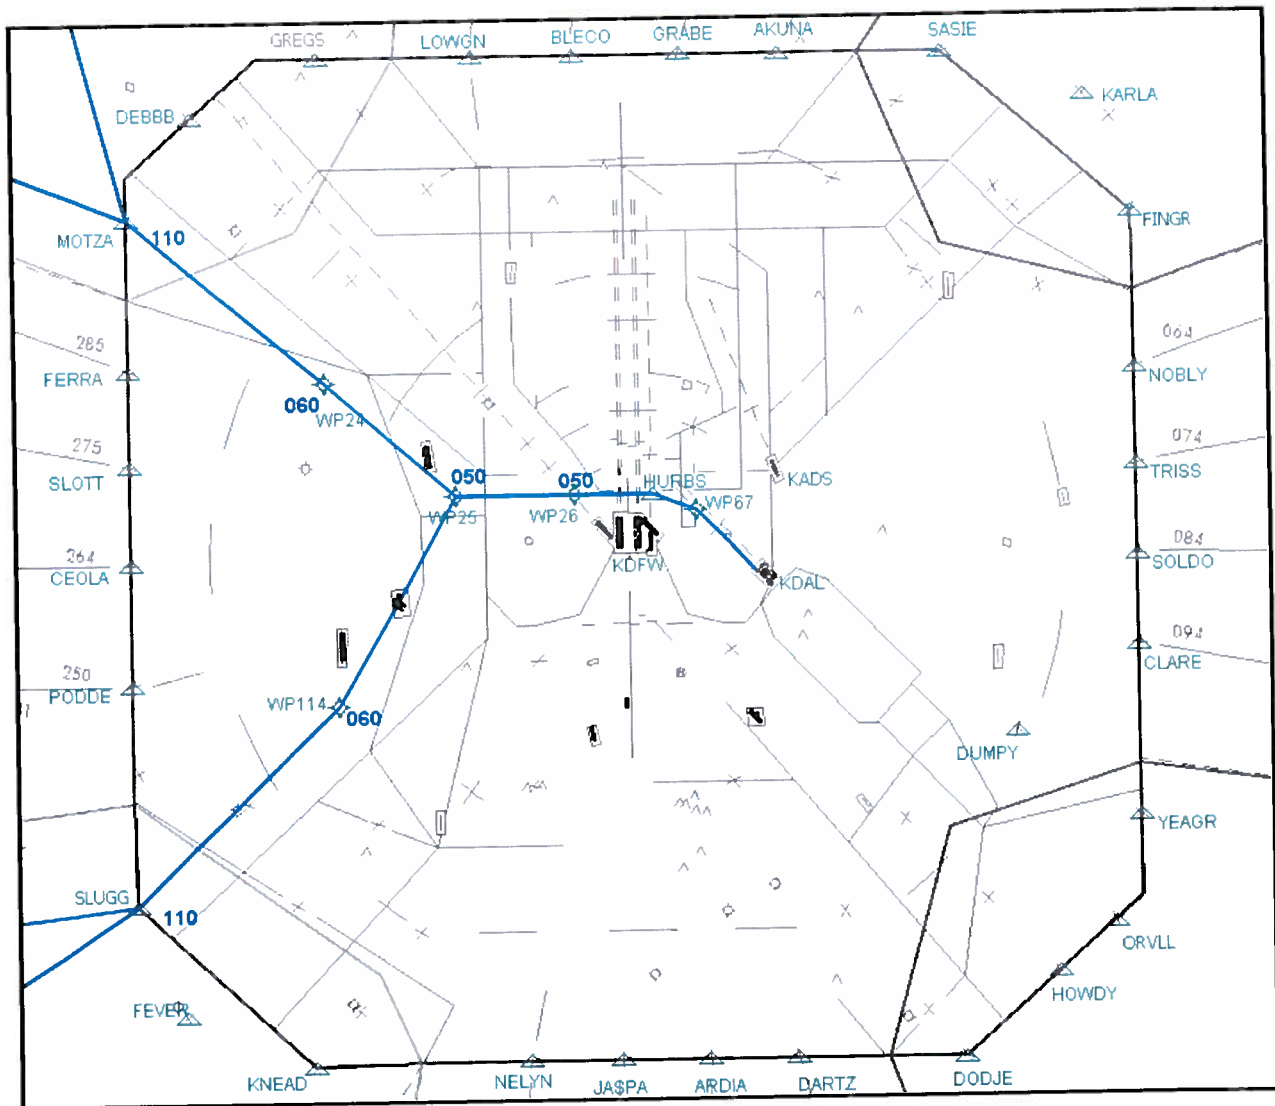 GREGS
LOWGN
BLECO
GRABE
AKUNA
SASIE
KARLA
DEBBB
FINGR
MOTZA
110
285
064
FERRA
NOBLY
060
WP24
275
074
SLOTT
050
050
HURBS
KADS
TRISS
WP25
WP26
WP67
264
084
CEOLA
KDFW
KDAL
SOLDO
094
CLARE
250
PODDE
WP114
060
DUMPY
YEAGR
SLUGG
110
ORVLL
HOWDY
FEVER
KNEAD
NELYN
JASPA
ARDIA
DARTZ
DODJE